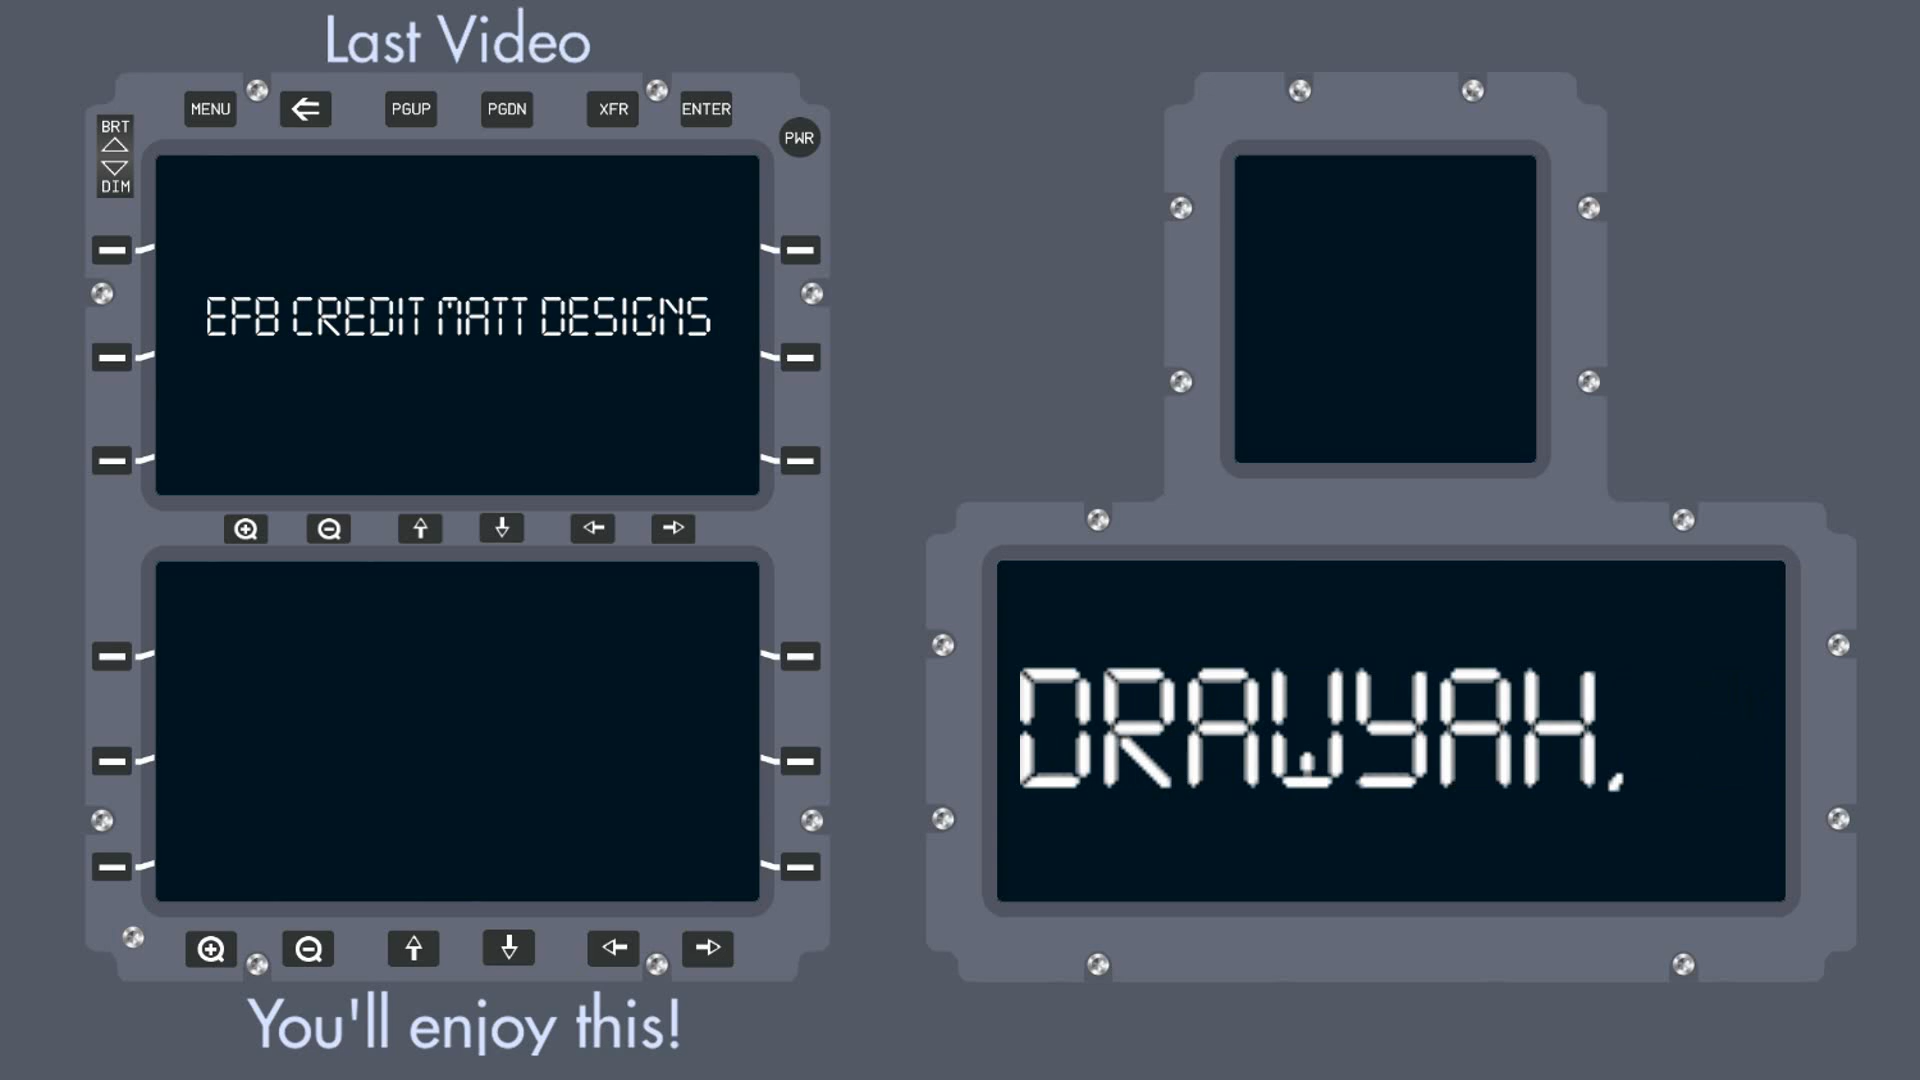 Last Video
MENU PGUP PGDN XFR ENTER
BRT
PWR
DIM
EFB CREDIT MATT DESIGNS
DRAWYAH,
You'll enjoy this!